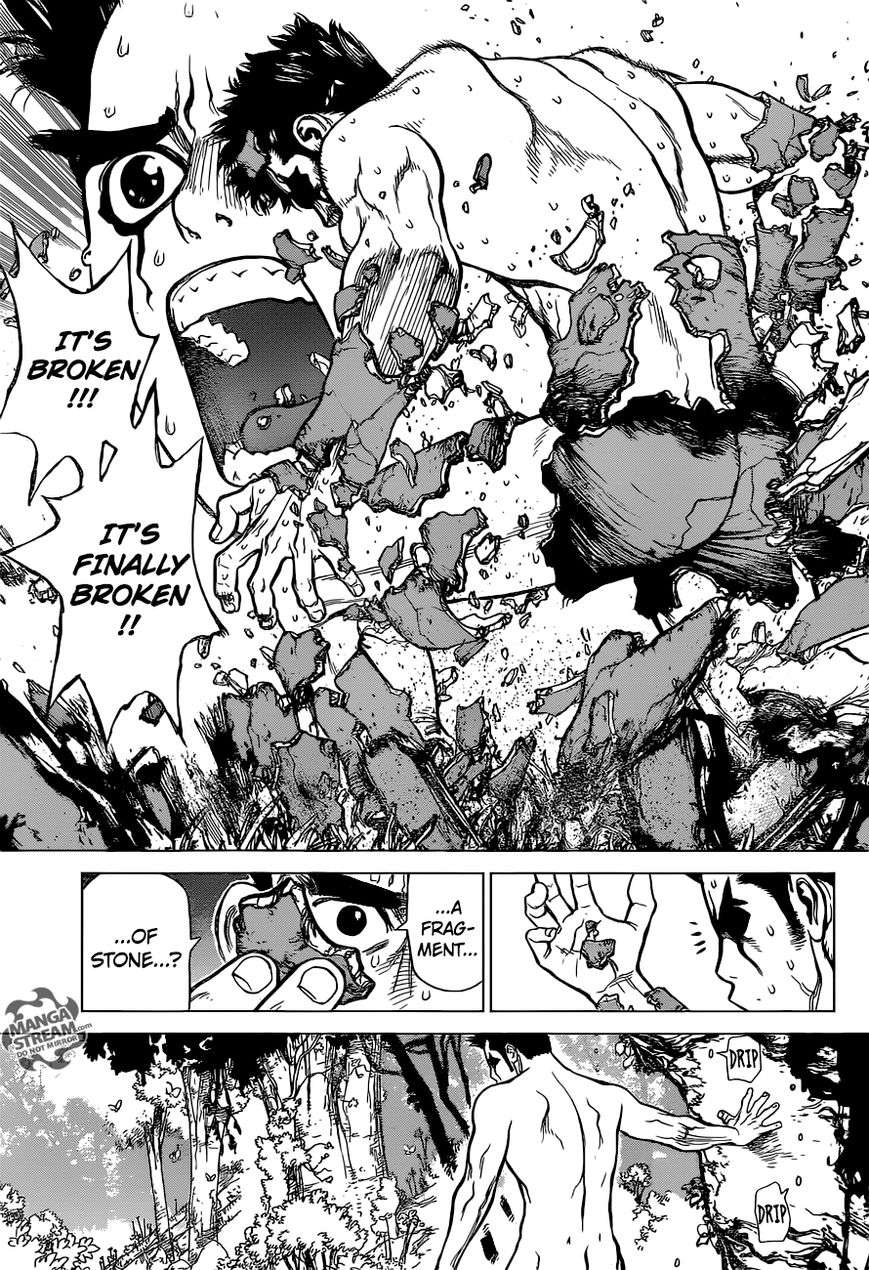 IT'S
BROKEN
!!!
IT'S
FINALLY
BROKEN
!!
...A
FRAG-
MENT...
...OF
STONE...?
MANGA
STREAM.com
DO NOT MIRROR
DRIP
DRIP